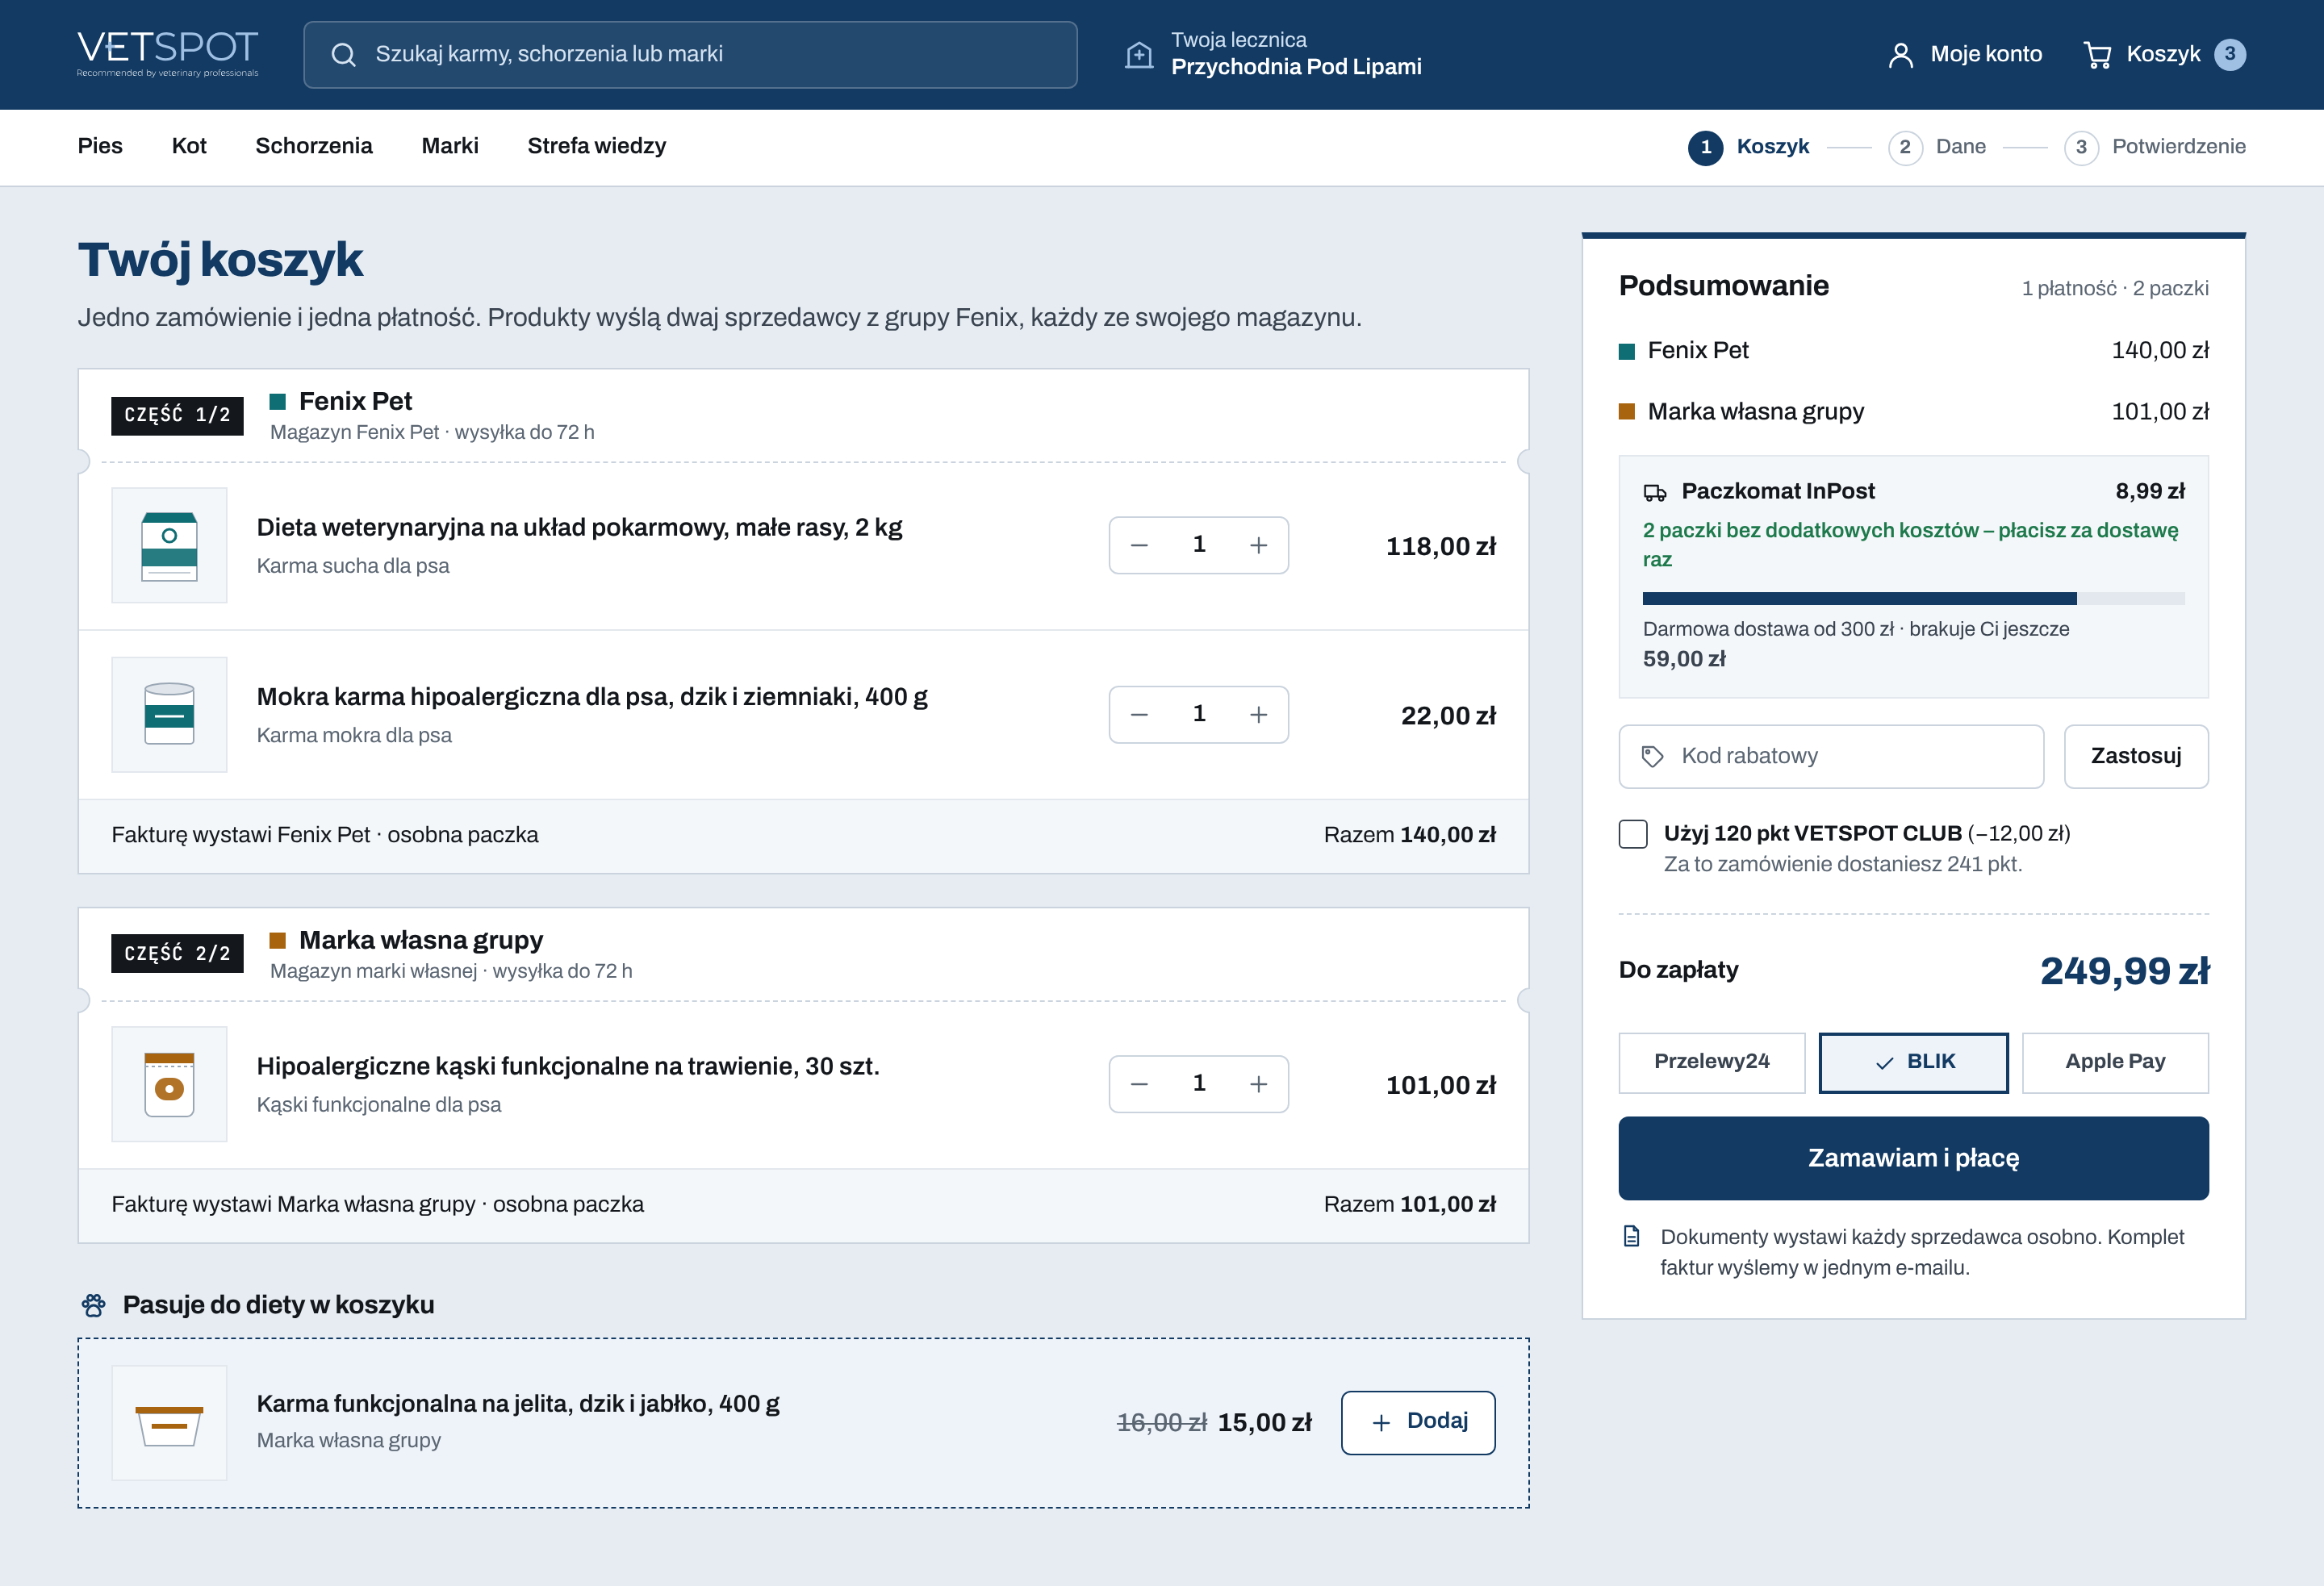 VETSPOT
Recommended by veterinary professionals
Szukaj karmy, schorzenia lub marki
Twoja lecznica
Przychodnia Pod Lipami
Moje konto
Koszyk 3
Pies Kot Schorzenia Marki Strefa wiedzy
1 Koszyk 2 Dane 3 Potwierdzenie
Twój koszyk
Jedno zamówienie i jedna płatność. Produkty wyślą dwaj sprzedawcy z grupy Fenix, każdy ze swojego magazynu.
CZĘŚĆ 1/2
Fenix Pet
Magazyn Fenix Pet · wysyłka do 72 h
Dieta weterynaryjna na układ pokarmowy, małe rasy, 2 kg
Karma sucha dla psa
− 1 +
118,00 zł
Mokra karma hipoalergiczna dla psa, dzik i ziemniaki, 400 g
Karma mokra dla psa
− 1 +
22,00 zł
Fakturę wystawi Fenix Pet · osobna paczka
Razem 140,00 zł
CZĘŚĆ 2/2
Marka własna grupy
Magazyn marki własnej · wysyłka do 72 h
Hipoalergiczne kąski funkcjonalne na trawienie, 30 szt.
Kąski funkcjonalne dla psa
− 1 +
101,00 zł
Fakturę wystawi Marka własna grupy · osobna paczka
Razem 101,00 zł
Pasuje do diety w koszyku
Karma funkcjonalna na jelita, dzik i jabłko, 400 g
Marka własna grupy
16,00 zł 15,00 zł
+ Dodaj
Podsumowanie
1 płatność · 2 paczki
Fenix Pet 140,00 zł
Marka własna grupy 101,00 zł
Paczkomat InPost 8,99 zł
2 paczki bez dodatkowych kosztów – płacisz za dostawę
raz
Darmowa dostawa od 300 zł · brakuje Ci jeszcze
59,00 zł
Kod rabatowy
Zastosuj
Użyj 120 pkt VETSPOT CLUB (−12,00 zł)
Za to zamówienie dostaniesz 241 pkt.
Do zapłaty 249,99 zł
Przelewy24 BLIK Apple Pay
Zamawiam i płacę
Dokumenty wystawi każdy sprzedawca osobno. Komplet
faktur wyślemy w jednym e-mailu.